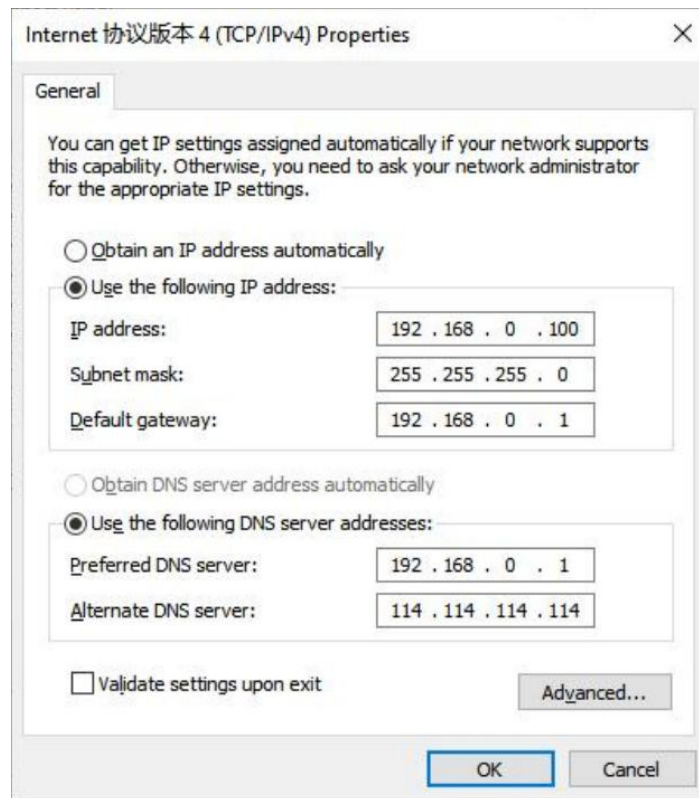 Internet 协议版本 4 (TCP/IPv4) Properties
General
You can get IP settings assigned automatically if your network supports
this capability. Otherwise, you need to ask your network administrator
for the appropriate IP settings.
Obtain an IP address automatically
Use the following IP address:
IP address: 192 . 168 . 0 . 100
Subnet mask: 255 . 255 . 255 . 0
Default gateway: 192 . 168 . 0 . 1
Obtain DNS server address automatically
Use the following DNS server addresses:
Preferred DNS server: 192 . 168 . 0 . 1
Alternate DNS server: 114 . 114 . 114 . 114
Validate settings upon exit
Advanced...
OK Cancel